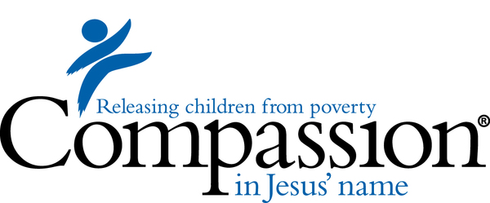 Releasing children from poverty
Compassion®
in Jesus' name